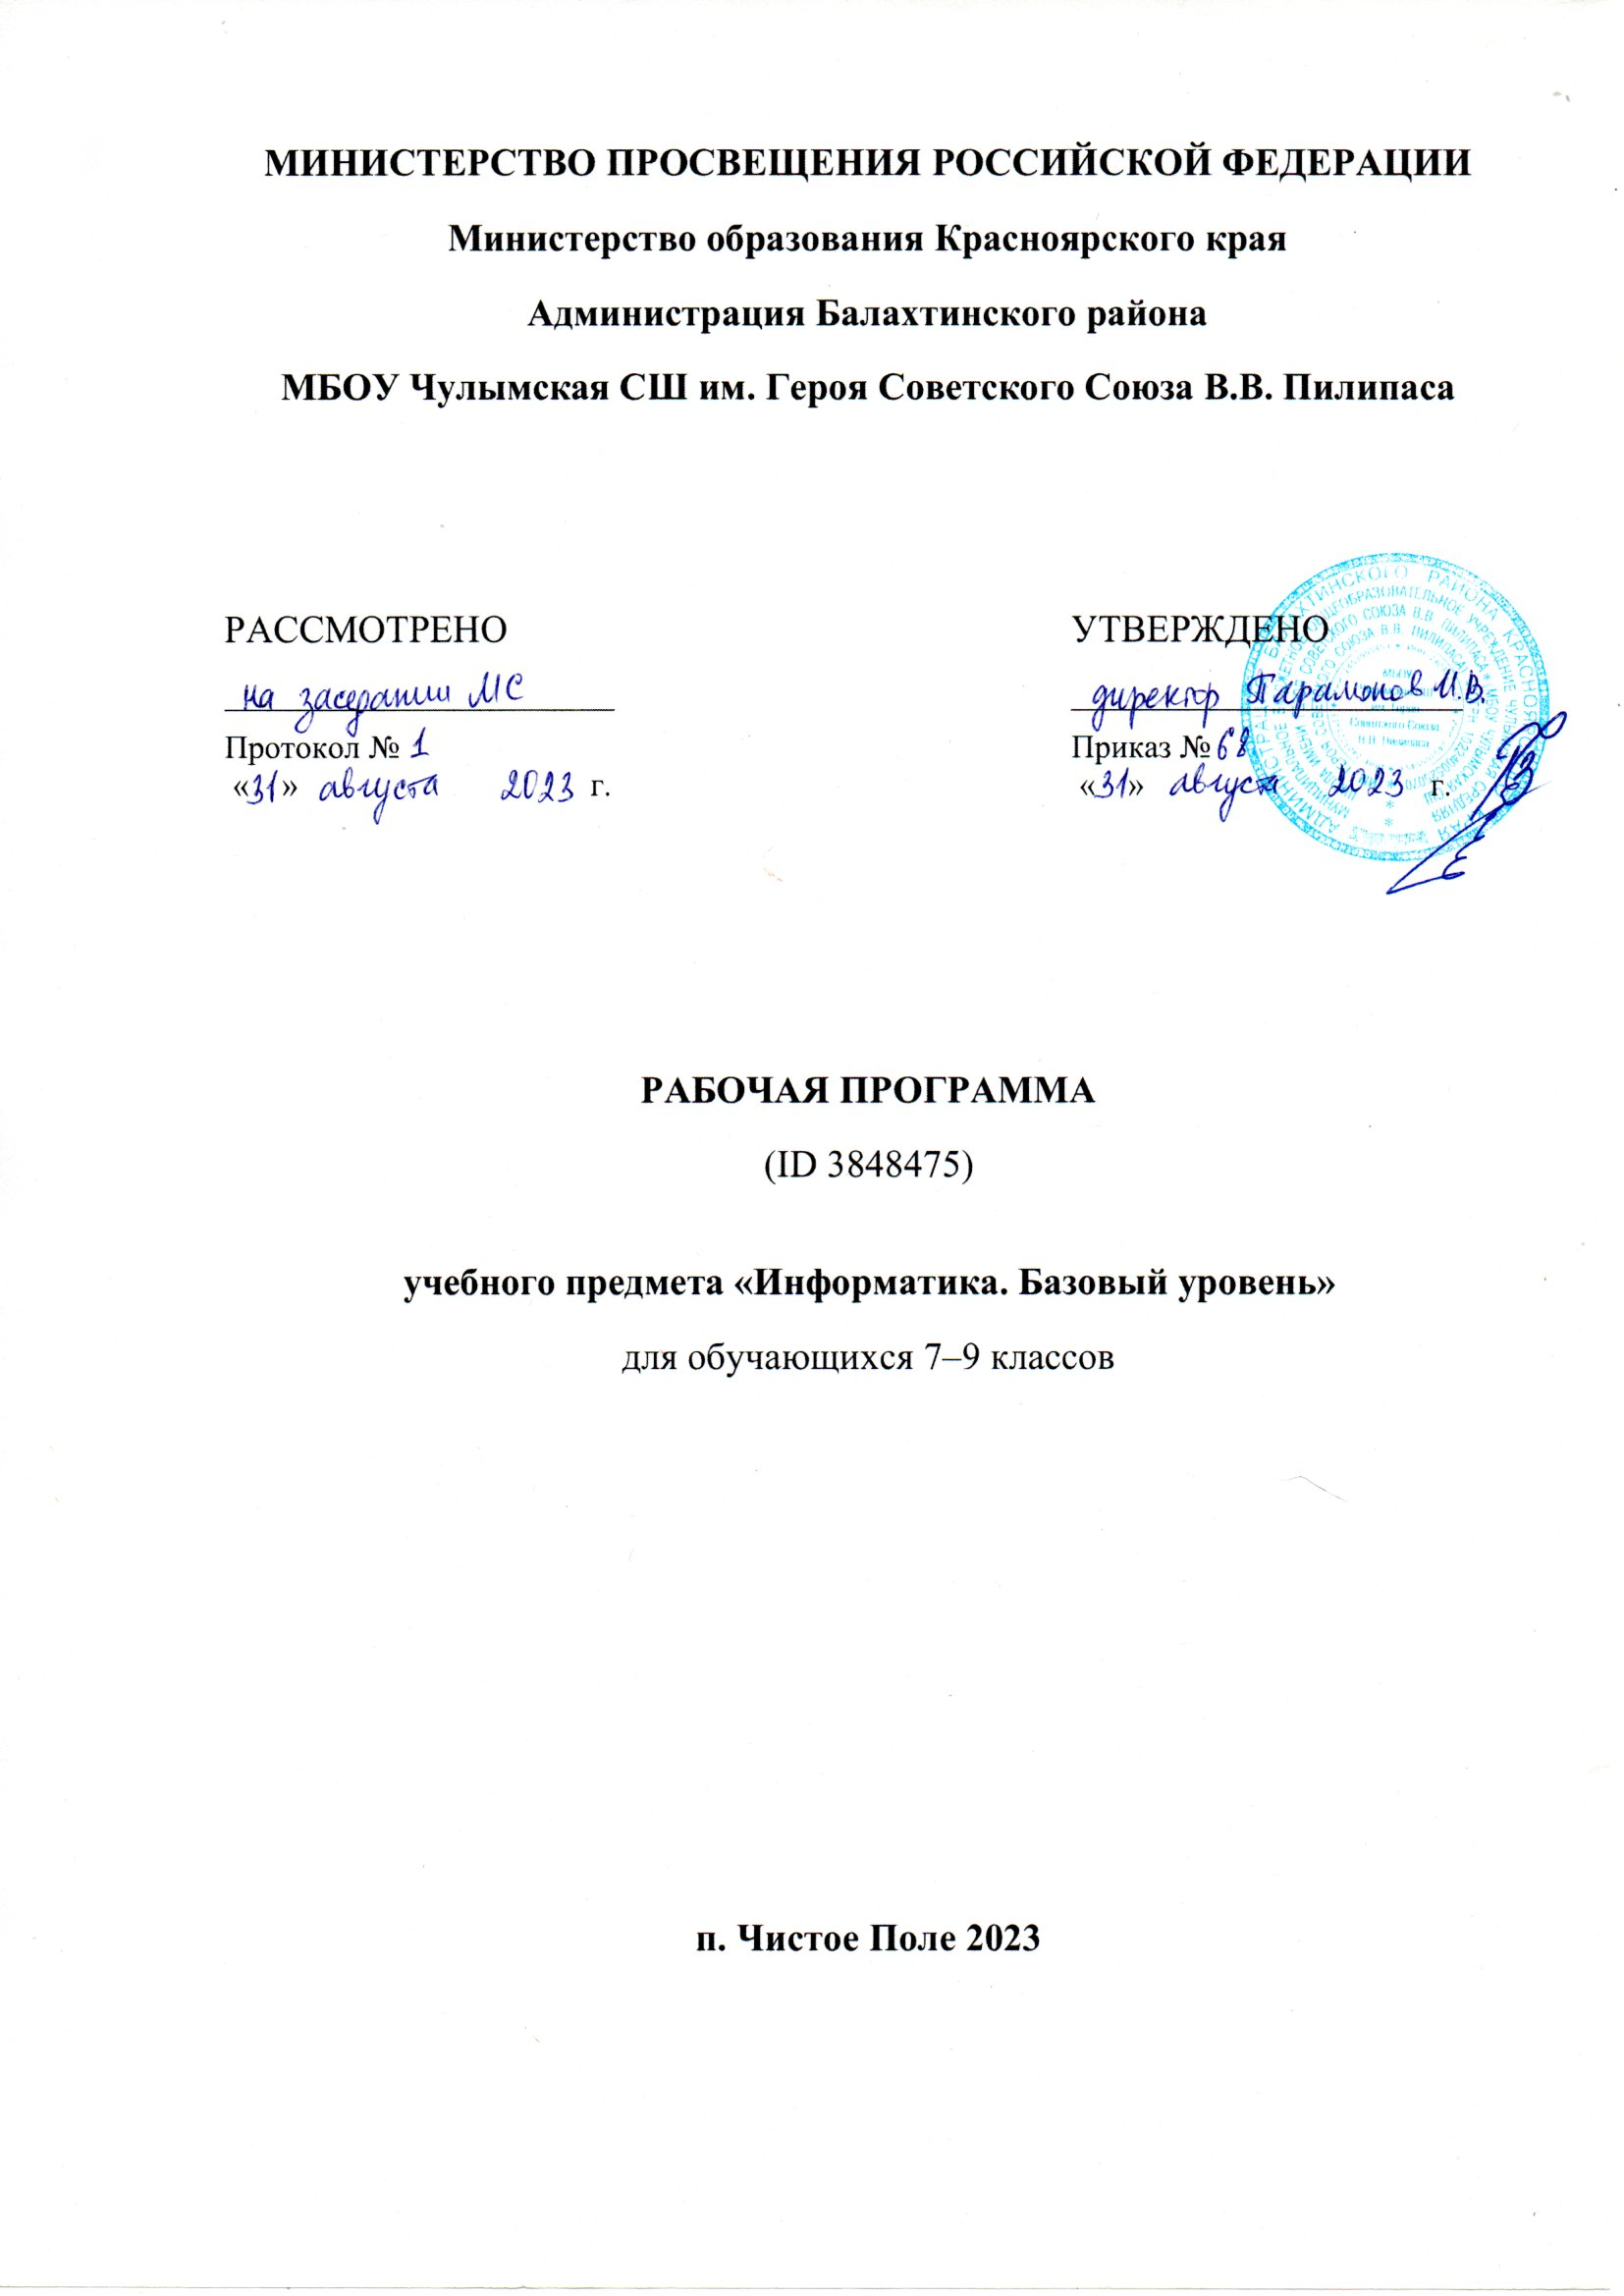 МИНИСТЕРСТВО ПРОСВЕЩЕНИЯ РОССИЙСКОЙ ФЕДЕРАЦИИ
Министерство образования Красноярского края
Администрация Балахтинского района
МБОУ Чулымская СШ им. Героя Советского Союза В.В. Пилипаса
РАССМОТРЕНО
на заседании МС
Протокол № 1
«31» августа 2023 г.
УТВЕРЖДЕНО
директор Парамонов И.В.
Приказ № 68
«31» августа 2023 г.
РАБОЧАЯ ПРОГРАММА
(ID 3848475)
учебного предмета «Информатика. Базовый уровень»
для обучающихся 7–9 классов
п. Чистое Поле 2023